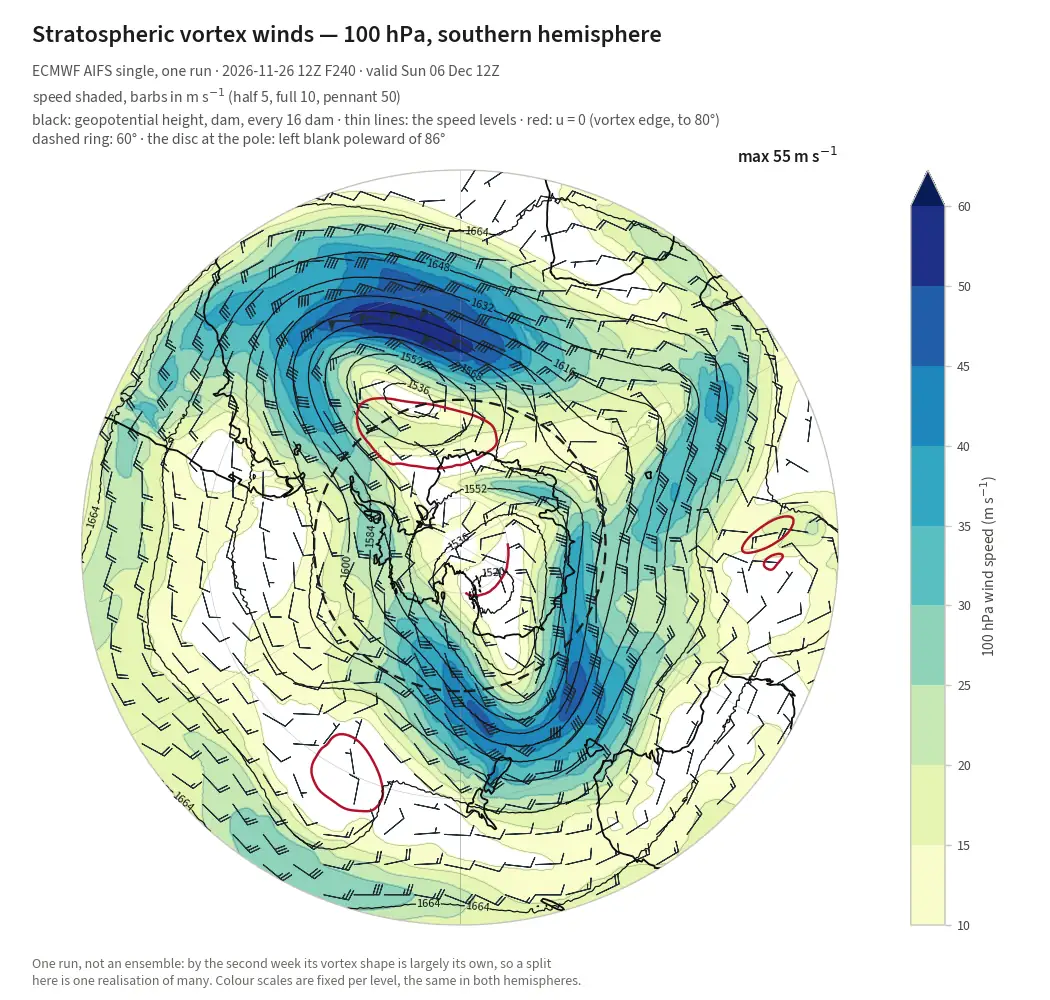 Stratospheric vortex winds — 100 hPa, southern hemisphere
ECMWF AIFS single, one run · 2026-11-26 12Z F240 · valid Sun 06 Dec 12Z
speed shaded, barbs in m s⁻¹ (half 5, full 10, pennant 50)
black: geopotential height, dam, every 16 dam · thin lines: the speed levels · red: u = 0 (vortex edge, to 80°)
dashed ring: 60° · the disc at the pole: left blank poleward of 86°
max 55 m s⁻¹
1664
1648
1632
1616
1552
1536
1552
1664
1584
1536
1600
1520
1664
1664
1664
60
50
45
40
35
30
25
20
15
10
100 hPa wind speed (m s⁻¹)
One run, not an ensemble: by the second week its vortex shape is largely its own, so a split
here is one realisation of many. Colour scales are fixed per level, the same in both hemispheres.